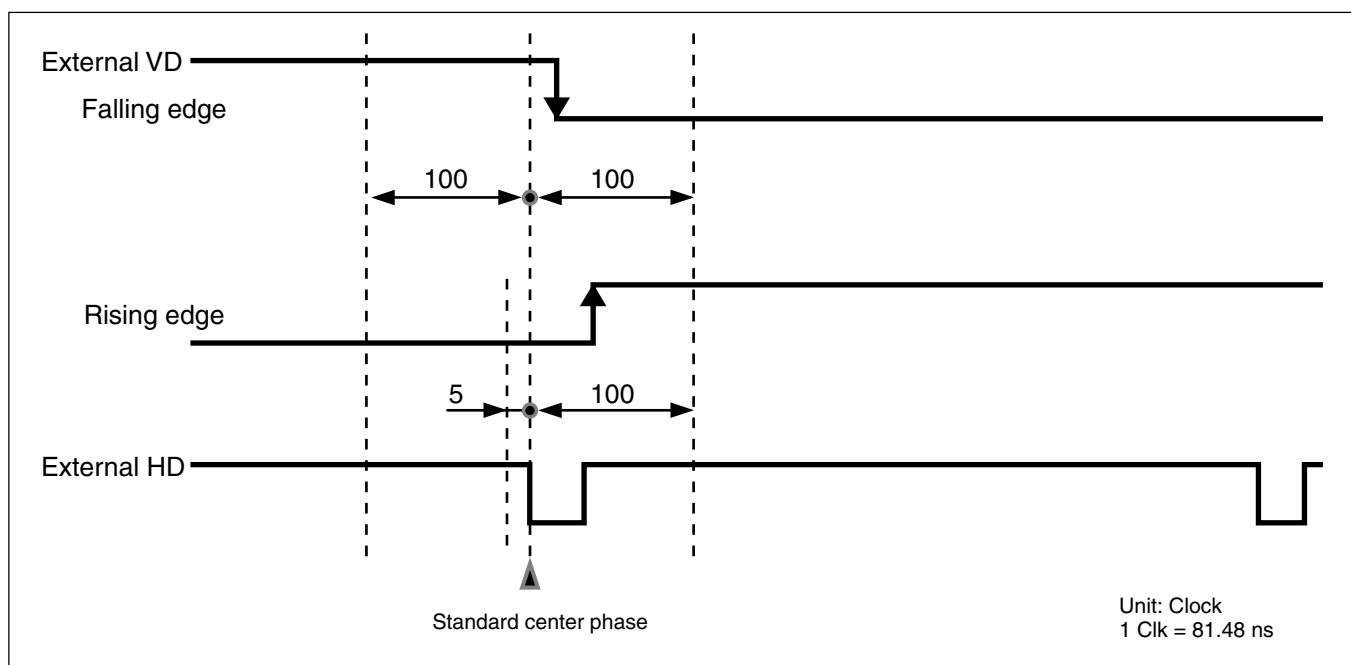 External VD
Falling edge
100 100
Rising edge
5 100
External HD
Standard center phase
Unit: Clock
1 Clk = 81.48 ns